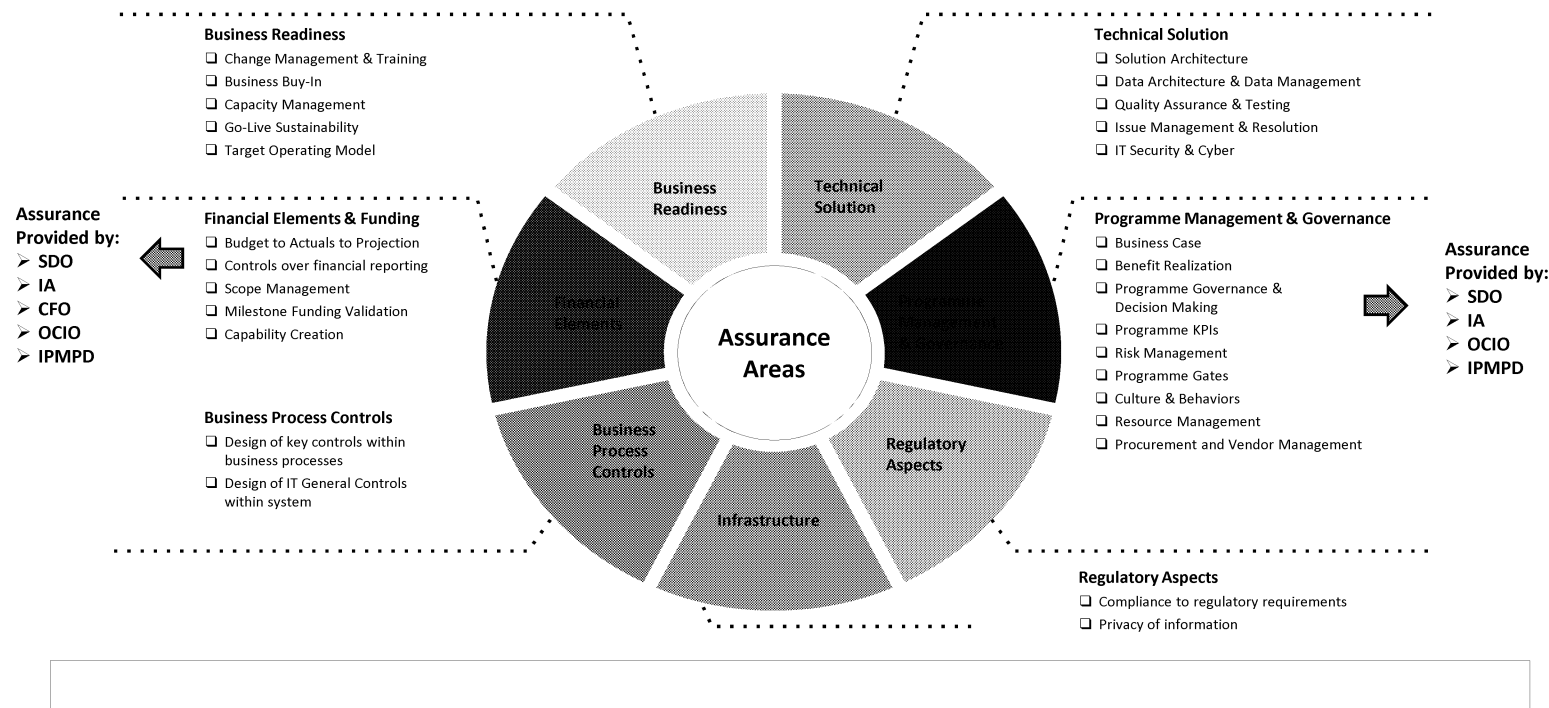 Business Readiness
❑ Change Management & Training
❑ Business Buy-In
❑ Capacity Management
❑ Go-Live Sustainability
❑ Target Operating Model
Technical Solution
❑ Solution Architecture
❑ Data Architecture & Data Management
❑ Quality Assurance & Testing
❑ Issue Management & Resolution
❑ IT Security & Cyber
Assurance
Provided by:
➢ SDO
➢ IA
➢ CFO
➢ OCIO
➢ IPMPD
Financial Elements & Funding
❑ Budget to Actuals to Projection
❑ Controls over financial reporting
❑ Scope Management
❑ Milestone Funding Validation
❑ Capability Creation
Business Process Controls
❑ Design of key controls within
business processes
❑ Design of IT General Controls
within system
Business
Readiness
Technical
Solution
Financial
Elements
Programme
Management
& Governance
Assurance
Areas
Business
Process
Controls
Infrastructure
Regulatory
Aspects
Programme Management & Governance
❑ Business Case
❑ Benefit Realization
❑ Programme Governance &
Decision Making
❑ Programme KPIs
❑ Risk Management
❑ Programme Gates
❑ Culture & Behaviors
❑ Resource Management
❑ Procurement and Vendor Management
Assurance
Provided by:
➢ SDO
➢ IA
➢ OCIO
➢ IPMPD
Regulatory Aspects
❑ Compliance to regulatory requirements
❑ Privacy of information